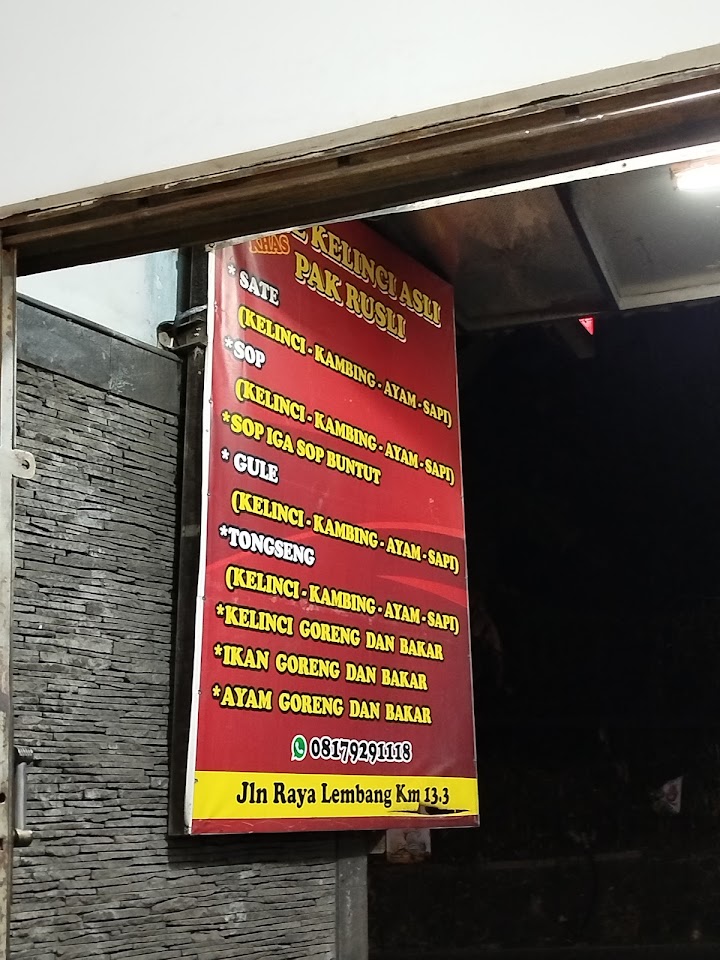 KELINCI ASLI
KHAS
PAK RUSLI
* SATE
(KELINCI - KAMBING - AYAM - SAPI)
*SOP
(KELINCI - KAMBING - AYAM - SAPI)
*SOP IGA SOP BUNTUT
* GULE
(KELINCI - KAMBING - AYAM - SAPI)
*TONGSENG
(KELINCI - KAMBING - AYAM - SAPI)
*KELINCI GORENG DAN BAKAR
*IKAN GORENG DAN BAKAR
*AYAM GORENG DAN BAKAR
08179291118
Jln Raya Lembang Km 13.3